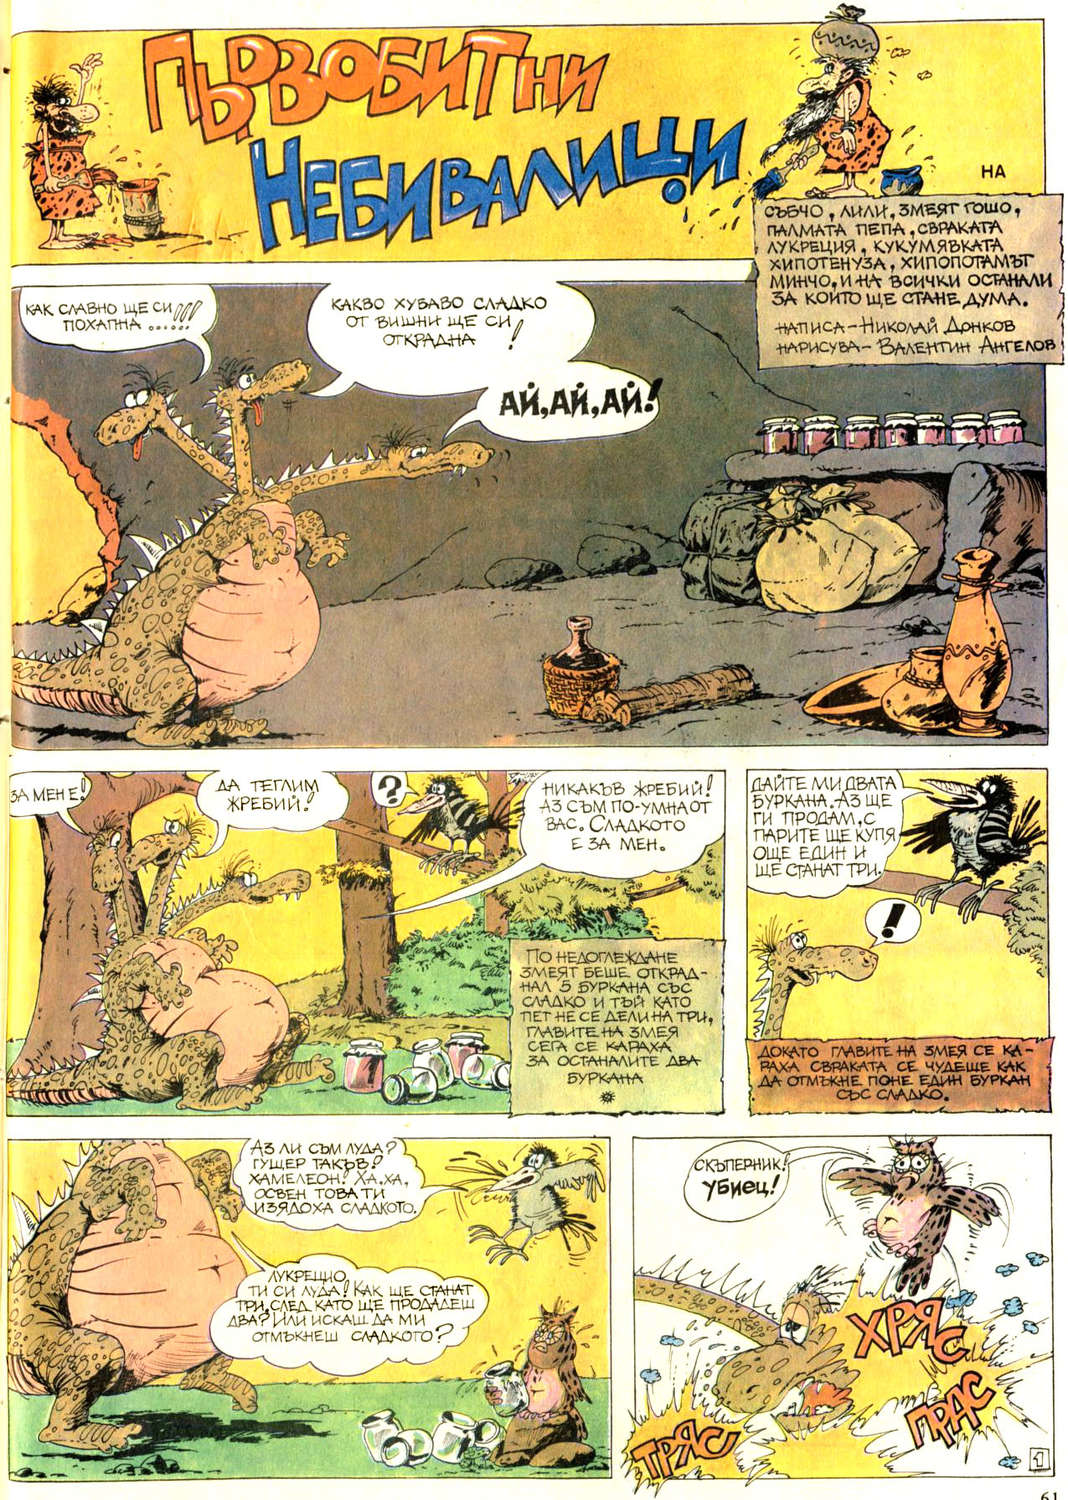 ПЪРВОБИТНИ
НЕБИВАЛИЦИ
НА
СЪБЧО, ЛИЛИ, ЗМЕЯТ ГОШО,
ПАЛМАТА ПЕПА, СВРАКАТА
ЛУКРЕЦИЯ, КУКУМЯВКАТА
ХИПОТЕНУЗА, ХИПОПОТАМЪТ
МИНЧО, И НА ВСИЧКИ ОСТАНАЛИ
ЗА КОИТО ЩЕ СТАНЕ ДУМА.
НАПИСА – НИКОЛАЙ ДОНКОВ
НАРИСУВА – ВАЛЕНТИН АНГЕЛОВ
КАК СЛАВНО ЩЕ СИ
ПОХАПНА ......!!!
КАКВО ХУБАВО СЛАДКО
ОТ ВИШНИ ЩЕ СИ
ОТКРАДНА !
АЙ, АЙ, АЙ!
ЗА МЕН Е!
ДА ТЕГЛИМ
ЖРЕБИЙ!
?
НИКАКЪВ ЖРЕБИЙ!
АЗ СЪМ ПО-УМНА ОТ
ВАС. СЛАДКОТО
Е ЗА МЕН.
ПО НЕДОГЛЕЖДАНЕ
ЗМЕЯТ БЕШЕ ОТКРАД-
НАЛ 5 БУРКАНА СЪС
СЛАДКО И ТЪЙ КАТО
ПЕТ НЕ СЕ ДЕЛИ НА ТРИ,
ГЛАВИТЕ НА ЗМЕЯ
СЕГА СЕ КАРАХА
ЗА ОСТАНАЛИТЕ ДВА
БУРКАНА
ДАЙТЕ МИ ДВАТА
БУРКАНА. АЗ ЩЕ
ГИ ПРОДАМ, С
ПАРИТЕ ЩЕ КУПЯ
ОЩЕ ЕДИН И
ЩЕ СТАНАТ ТРИ.
!
ДОКАТО ГЛАВИТЕ НА ЗМЕЯ СЕ КА-
РАХА СВРАКАТА СЕ ЧУДЕШЕ КАК
ДА ОТМЪКНЕ ПОНЕ ЕДИН БУРКАН
СЪС СЛАДКО.
АЗ ЛИ СЪМ ЛУДА?
ГУЩЕР ТАКЪВ!
ХАМЕЛЕОН! ХА, ХА,
ОСВЕН ТОВА ТИ
ИЗЯДОХА СЛАДКОТО.
ЛУКРЕЦИО,
ТИ СИ ЛУДА! КАК ЩЕ СТАНАТ
ТРИ, СЛЕД КАТО ЩЕ ПРОДАДЕШ
ДВА? ИЛИ ИСКАШ ДА МИ
ОТМЪКНЕШ СЛАДКОТО?
СКЪПЕРНИК!
УБИЕЦ!
ХРЯС
ПРАС
ТРЯС
1
61